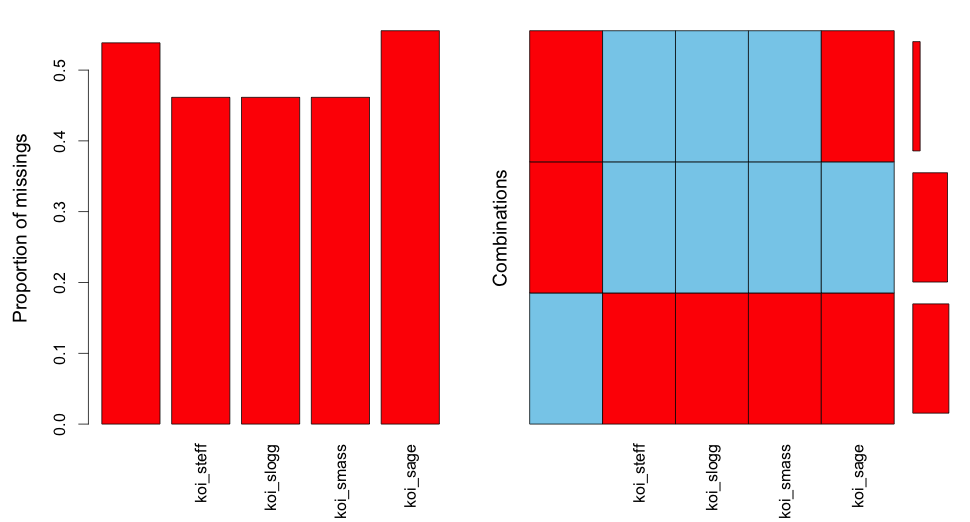 Proportion of missings
0.5
0.4
0.3
0.2
0.1
0.0
koi_steff
koi_slogg
koi_smass
koi_sage
Combinations
koi_steff
koi_slogg
koi_smass
koi_sage